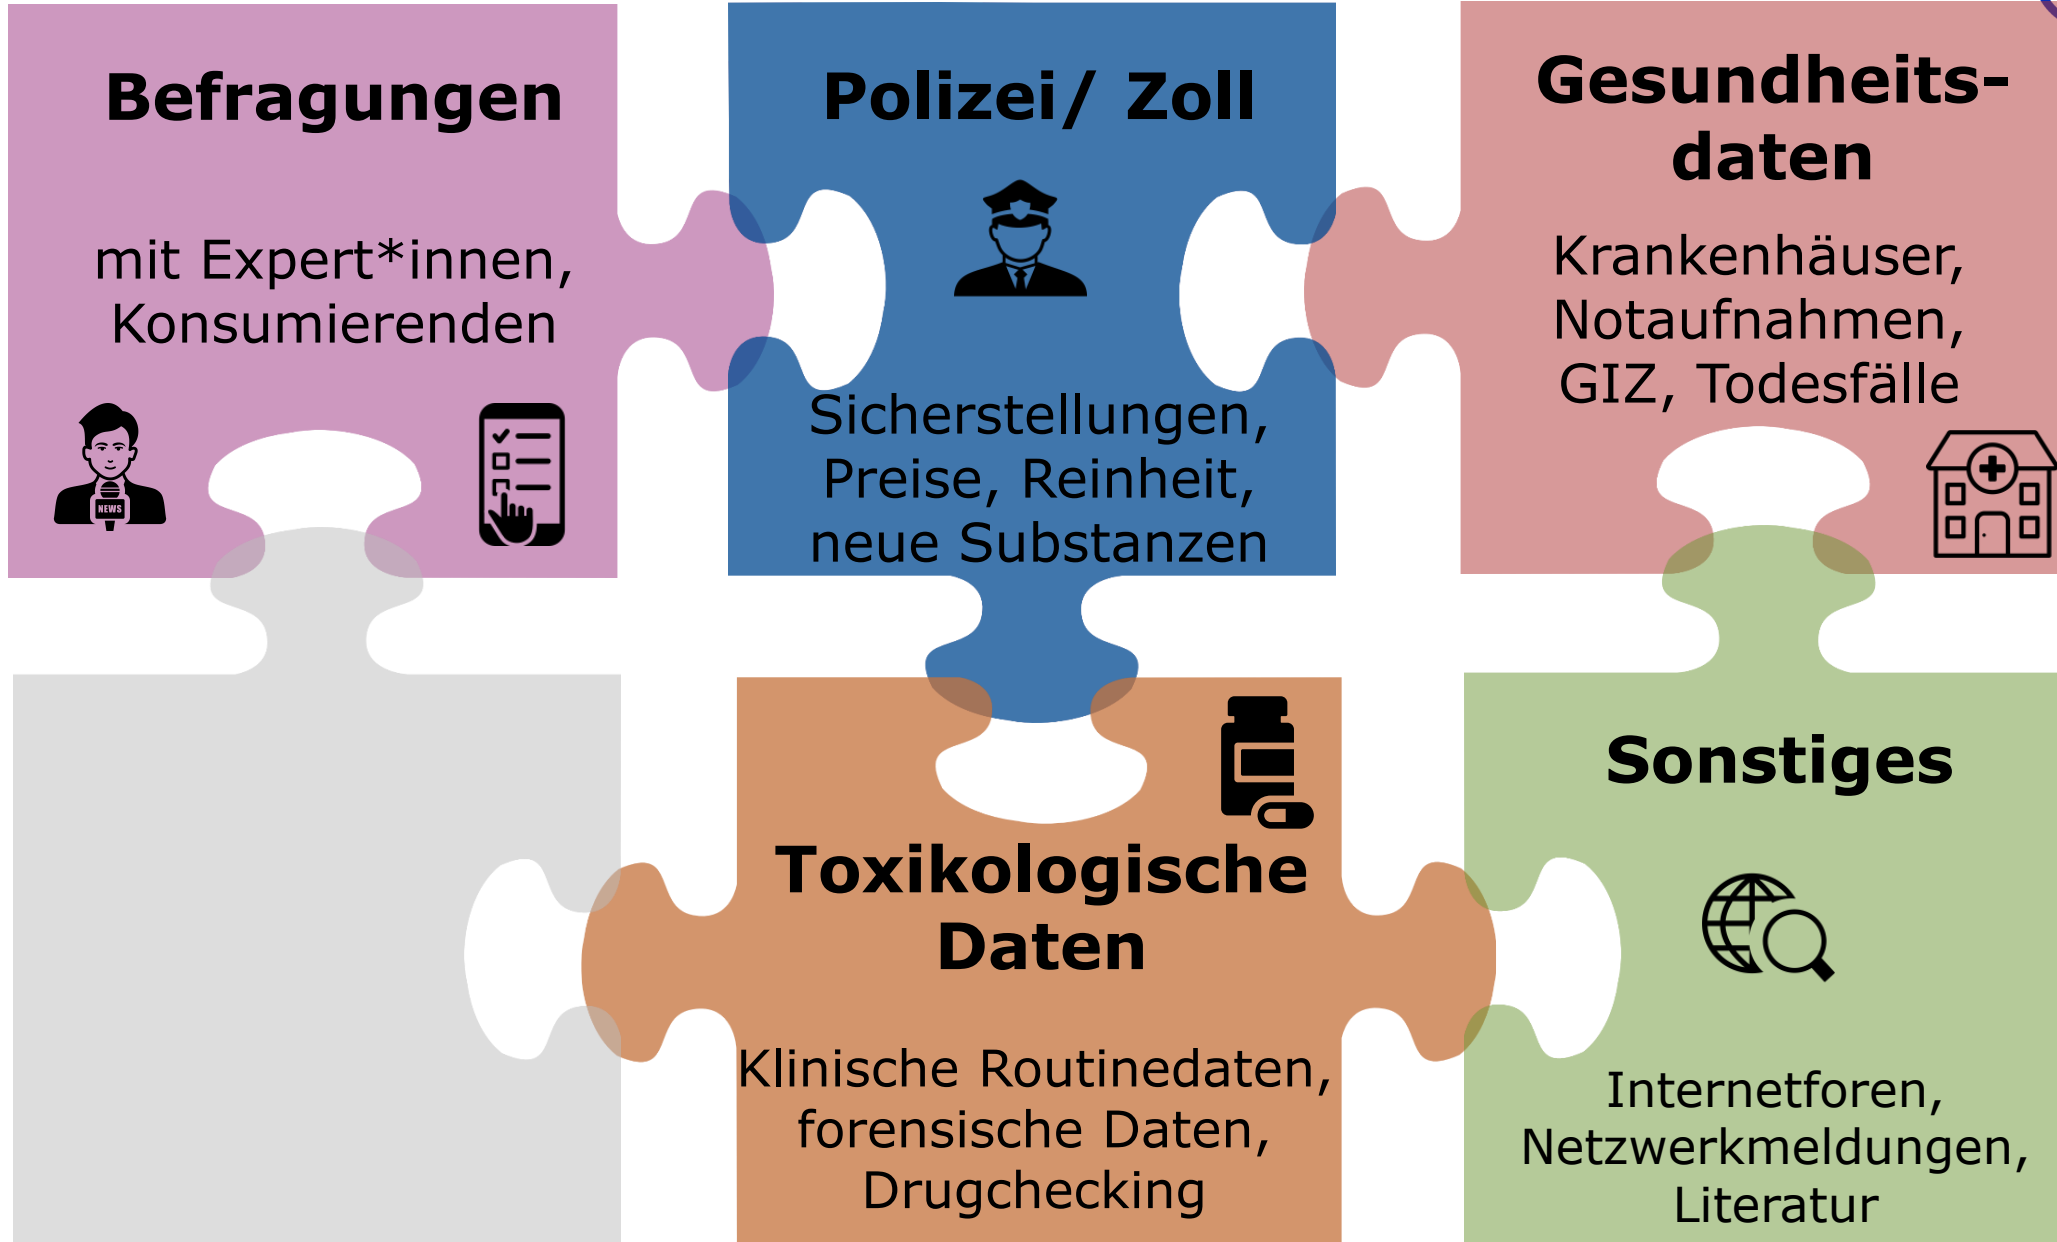 Befragungen
mit Expert*innen,
Konsumierenden
NEWS
Polizei/ Zoll
Sicherstellungen,
Preise, Reinheit,
neue Substanzen
Gesundheits-
daten
Krankenhäuser,
Notaufnahmen,
GIZ, Todesfälle
Toxikologische
Daten
Klinische Routinedaten,
forensische Daten,
Drugchecking
Sonstiges
Internetforen,
Netzwerkmeldungen,
Literatur